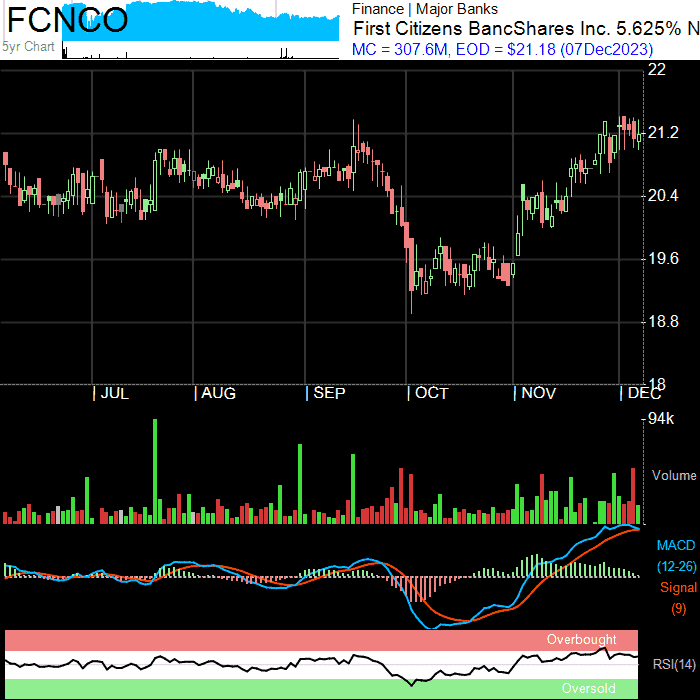 FCNCO
5yr Chart
Finance | Major Banks
First Citizens BancShares Inc. 5.625% N
MC = 307.6M, EOD = $21.18 (07Dec2023)
22
21.2
20.4
19.6
18.8
18
JUL AUG SEP OCT NOV DEC
94k
Volume
MACD
(12-26)
Signal
(9)
Overbought
RSI(14)
Oversold